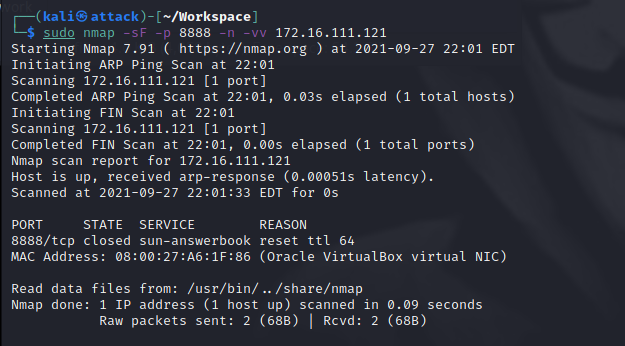 (kali㉿attack)-[~/Workspace]
$ sudo nmap -sF -p 8888 -n -vv 172.16.111.121
Starting Nmap 7.91 ( https://nmap.org ) at 2021-09-27 22:01 EDT
Initiating ARP Ping Scan at 22:01
Scanning 172.16.111.121 [1 port]
Completed ARP Ping Scan at 22:01, 0.03s elapsed (1 total hosts)
Initiating FIN Scan at 22:01
Scanning 172.16.111.121 [1 port]
Completed FIN Scan at 22:01, 0.00s elapsed (1 total ports)
Nmap scan report for 172.16.111.121
Host is up, received arp-response (0.00051s latency).
Scanned at 2021-09-27 22:01:33 EDT for 0s
PORT     STATE  SERVICE        REASON
8888/tcp closed sun-answerbook reset ttl 64
MAC Address: 08:00:27:A6:1F:86 (Oracle VirtualBox virtual NIC)
Read data files from: /usr/bin/../share/nmap
Nmap done: 1 IP address (1 host up) scanned in 0.09 seconds
Raw packets sent: 2 (68B) | Rcvd: 2 (68B)